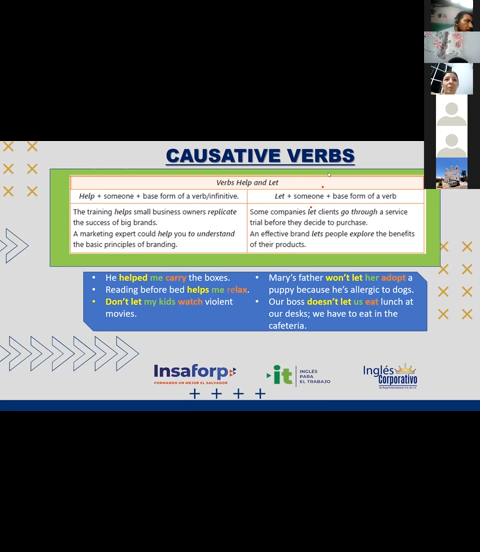 CAUSATIVE VERBS
Verbs Help and Let
Help + someone + base form of a verb/infinitive.
Let + someone + base form of a verb
The training helps small business owners replicate
the success of big brands.
A marketing expert could help you to understand
the basic principles of branding.
Some companies let clients go through a service
trial before they decide to purchase.
An effective brand lets people explore the benefits
of their products.
• He helped me carry the boxes.
• Reading before bed helps me relax.
• Don't let my kids watch violent
movies.
• Mary's father won't let her adopt a
puppy because he's allergic to dogs.
• Our boss doesn't let us eat lunch at
our desks; we have to eat in the
cafeteria.
Insaforp
FORMANDO UN MEJOR EL SALVADOR
it
INGLÉS
PARA
EL TRABAJO
Inglés
Corporativo